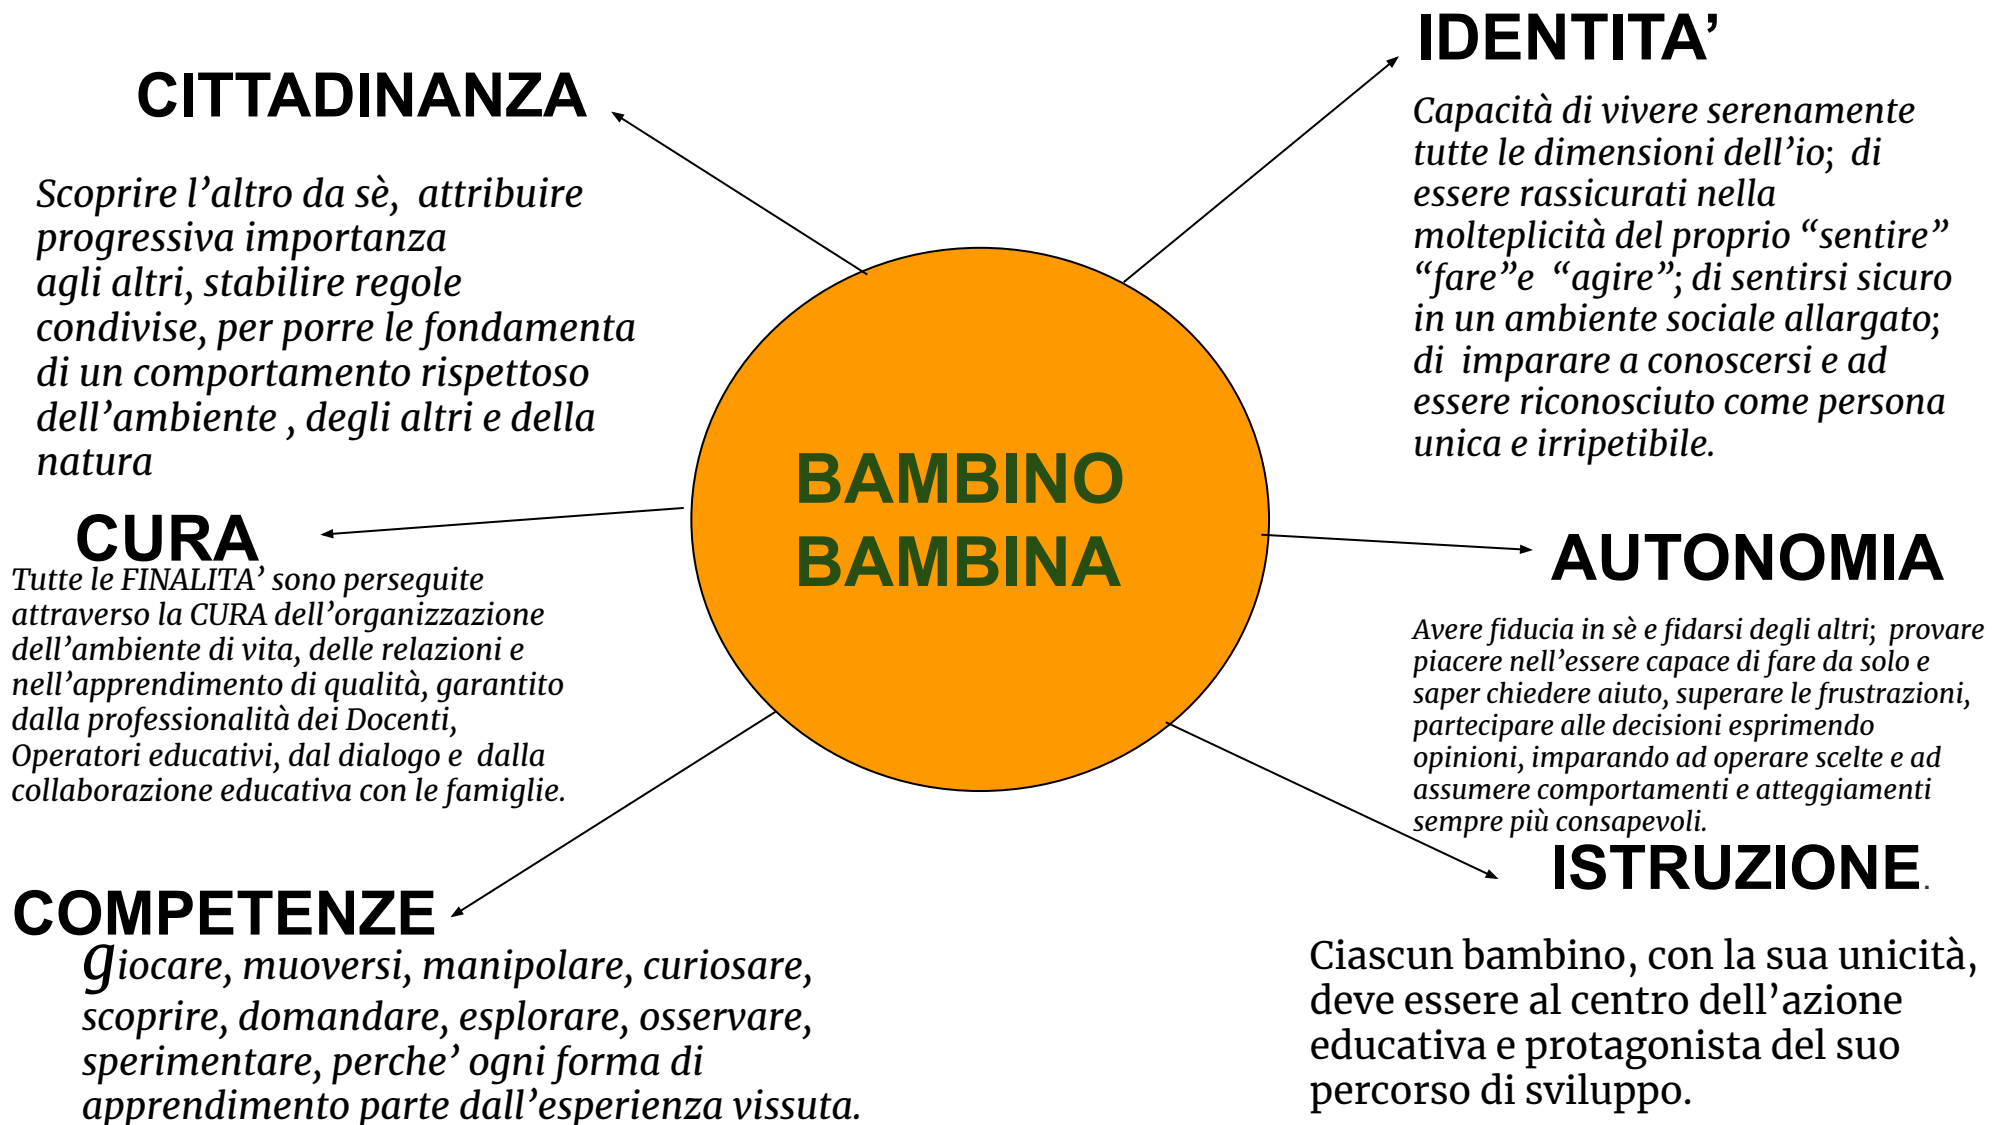 CITTADINANZA
Scoprire l’altro da sè,  attribuire
progressiva importanza
agli altri, stabilire regole
condivise, per porre le fondamenta
di un comportamento rispettoso
dell’ambiente , degli altri e della
natura
CURA
Tutte le FINALITA’ sono perseguite
attraverso la CURA dell’organizzazione
dell’ambiente di vita, delle relazioni e
nell’apprendimento di qualità, garantito
dalla professionalità dei Docenti,
Operatori educativi, dal dialogo e  dalla
collaborazione educativa con le famiglie.
COMPETENZE
giocare, muoversi, manipolare, curiosare,
scoprire, domandare, esplorare, osservare,
sperimentare, perche’ ogni forma di
apprendimento parte dall’esperienza vissuta.
BAMBINO
BAMBINA
IDENTITA’
Capacità di vivere serenamente
tutte le dimensioni dell’io;  di
essere rassicurati nella
molteplicità del proprio “sentire”
“fare”e  “agire”; di sentirsi sicuro
in un ambiente sociale allargato;
di  imparare a conoscersi e ad
essere riconosciuto come persona
unica e irripetibile.
AUTONOMIA
Avere fiducia in sè e fidarsi degli altri;  provare
piacere nell’essere capace di fare da solo e
saper chiedere aiuto, superare le frustrazioni,
partecipare alle decisioni esprimendo
opinioni, imparando ad operare scelte e ad
assumere comportamenti e atteggiamenti
sempre più consapevoli.
ISTRUZIONE.
Ciascun bambino, con la sua unicità,
deve essere al centro dell’azione
educativa e protagonista del suo
percorso di sviluppo.